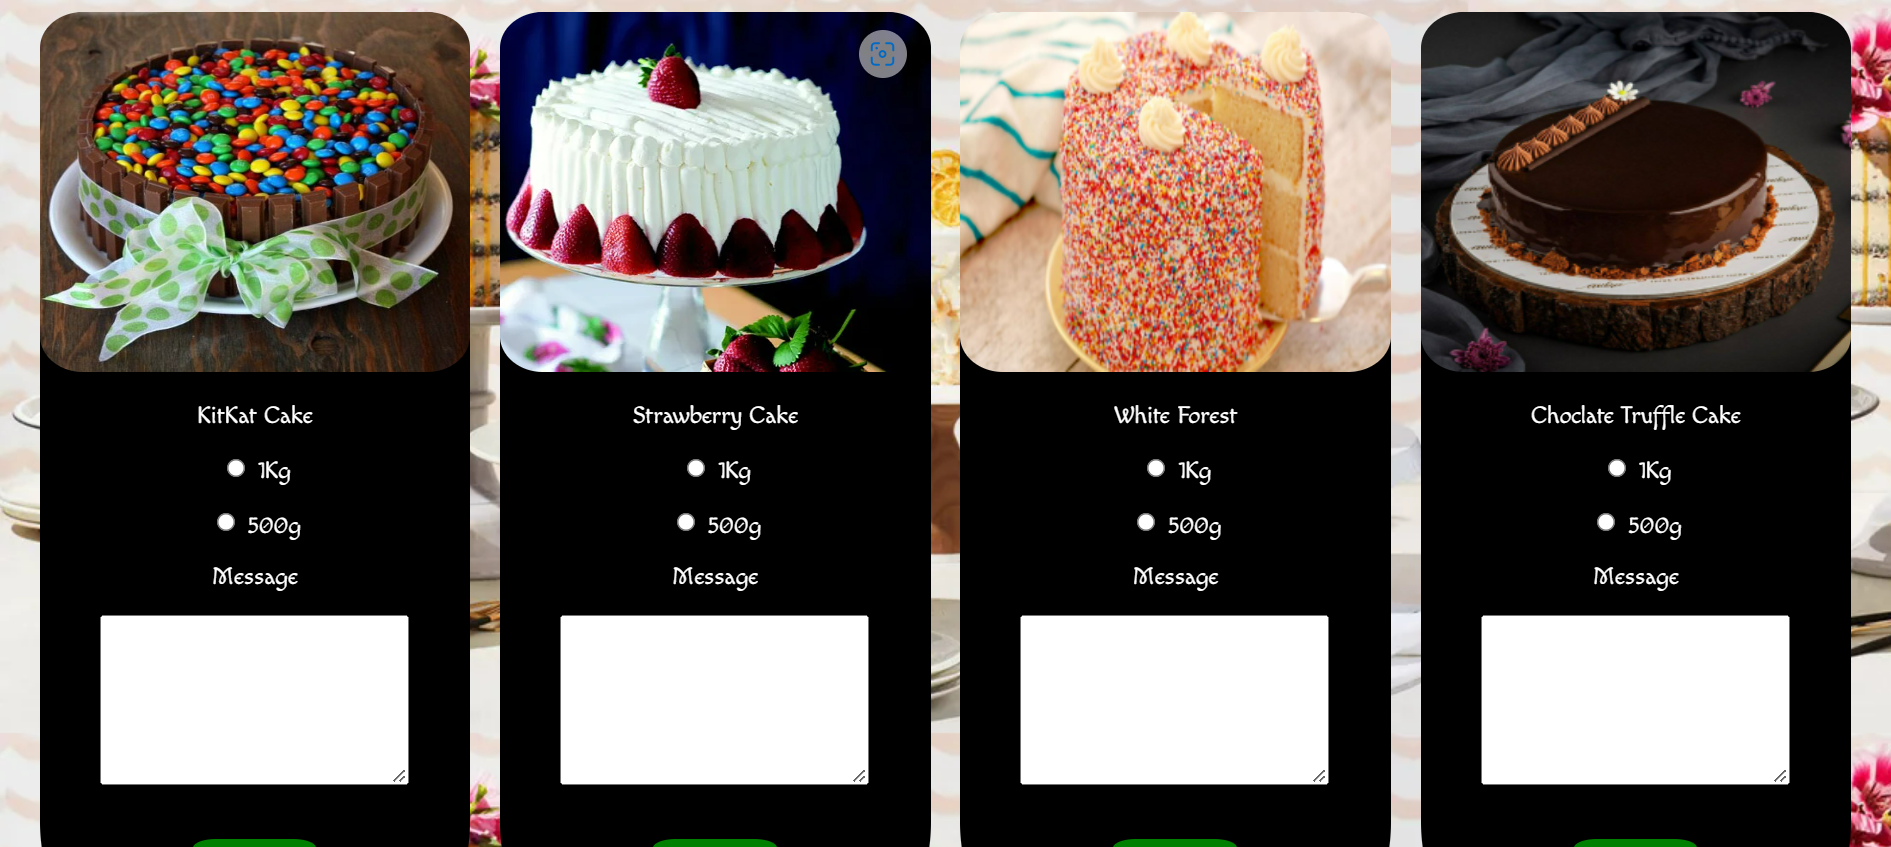 KitKat Cake
1Kg
500g
Message
Strawberry Cake
1Kg
500g
Message
White Forest
1Kg
500g
Message
Choclate Truffle Cake
1Kg
500g
Message